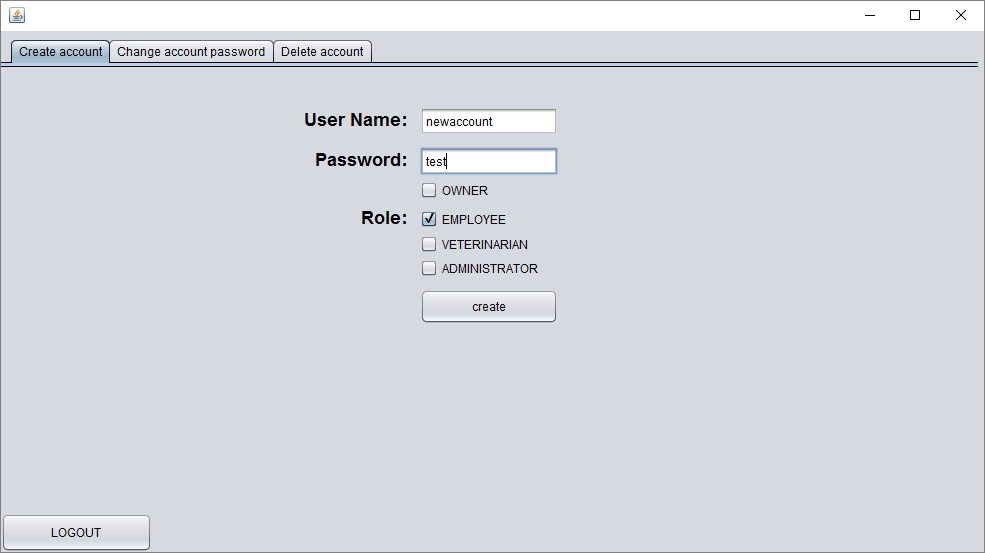 Create account Change account password Delete account
User Name: newaccount
Password: test
OWNER
Role: EMPLOYEE
VETERINARIAN
ADMINISTRATOR
create
LOGOUT